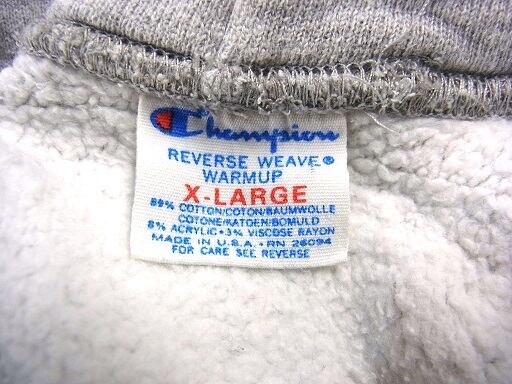 Champion
REVERSE WEAVE®
WARMUP
X-LARGE
89% COTTON/COTON/BAUMWOLLE
COTONE/KATOEN/BOMULD
8% ACRYLIC • 3% VISCOSE RAYON
MADE IN U.S.A. • RN 26094
FOR CARE SEE REVERSE